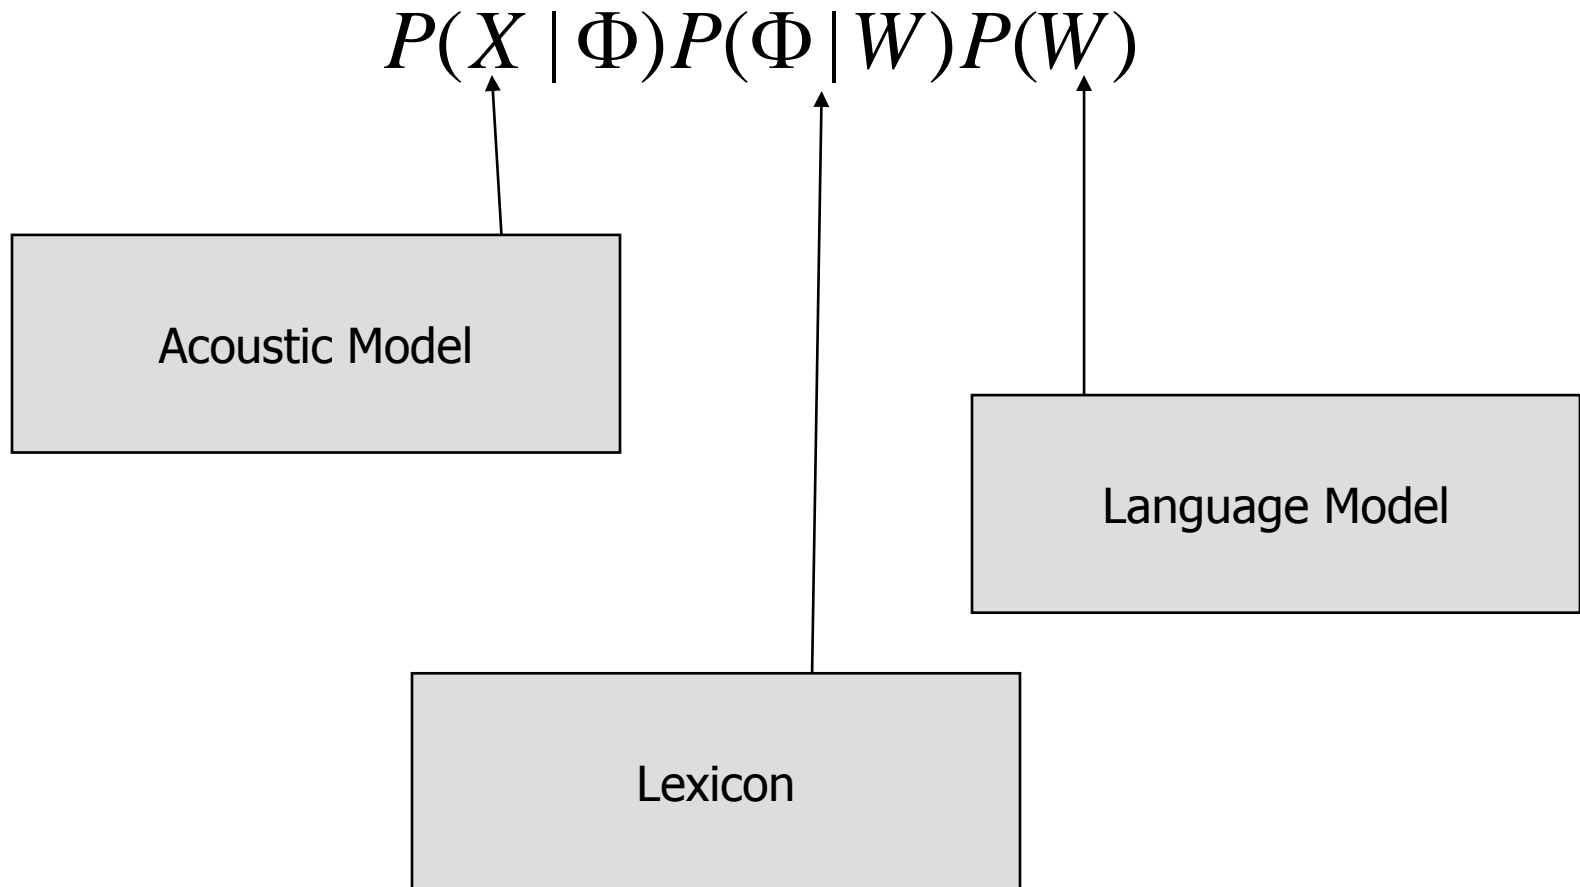 P(X | Φ)P(Φ | W)P(W)
Acoustic Model
Language Model
Lexicon